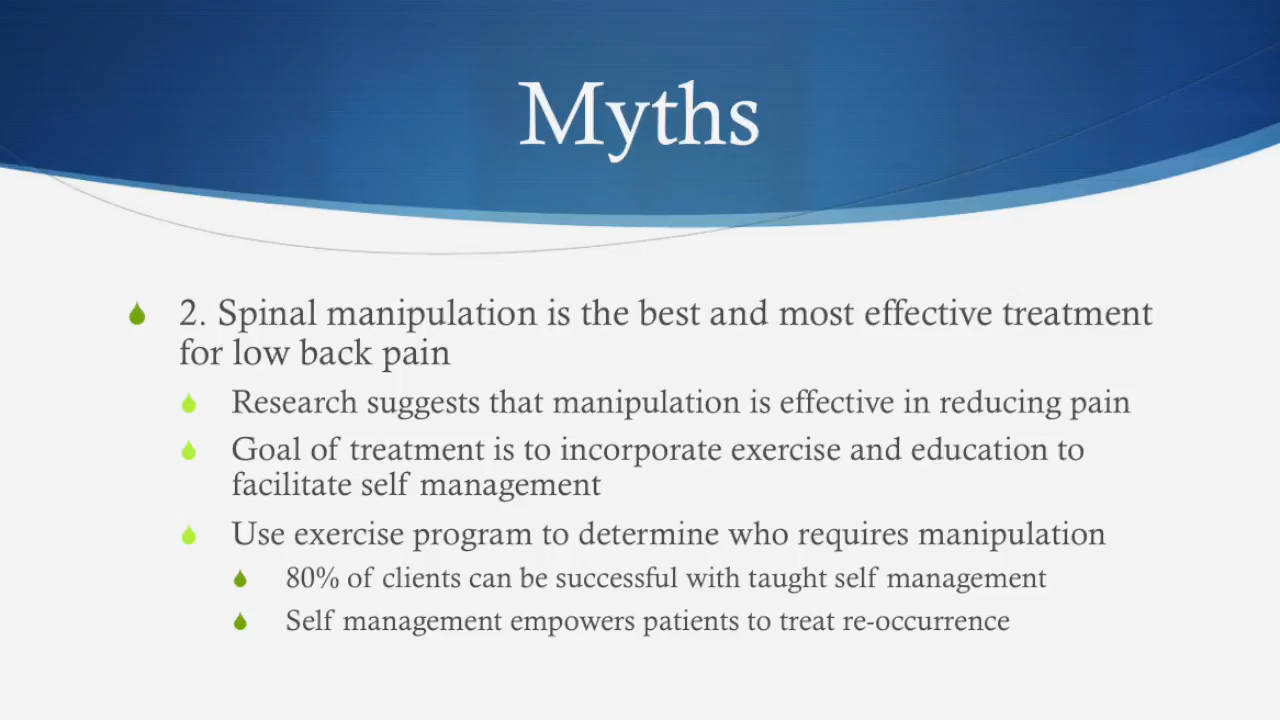 Myths
2. Spinal manipulation is the best and most effective treatment
for low back pain
Research suggests that manipulation is effective in reducing pain
Goal of treatment is to incorporate exercise and education to
facilitate self management
Use exercise program to determine who requires manipulation
80% of clients can be successful with taught self management
Self management empowers patients to treat re-occurrence